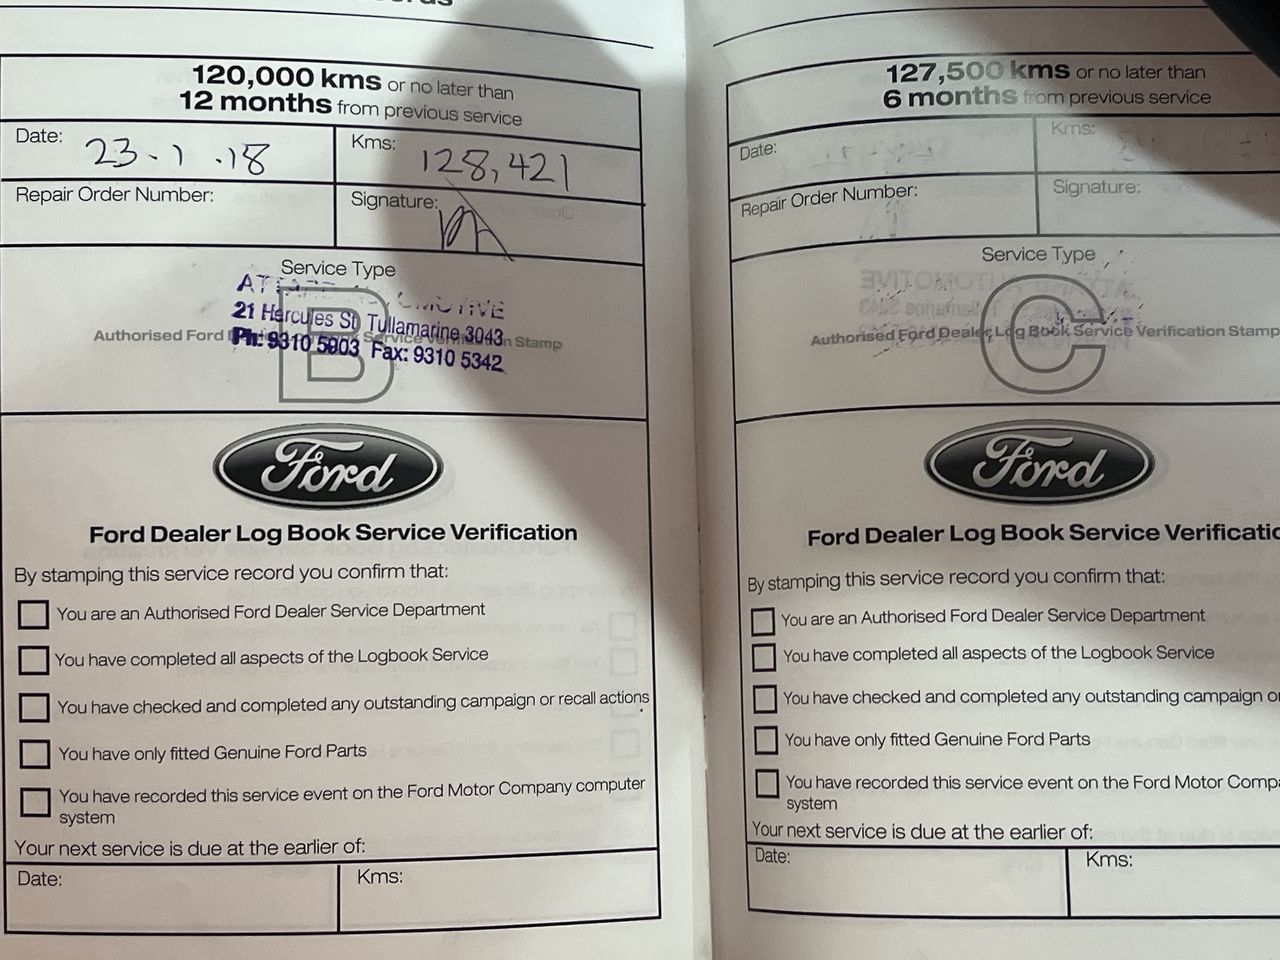 120,000 kms or no later than
12 months from previous service
Date: 23.1.18 Kms: 128,421
Repair Order Number: Signature:
Service Type
21 Hercules St, Tullamarine 3043
Authorised Ford Stamp
Ph: 9310 5903 Fax: 9310 5342
B
Ford
Ford Dealer Log Book Service Verification
By stamping this service record you confirm that:
You are an Authorised Ford Dealer Service Department
You have completed all aspects of the Logbook Service
You have checked and completed any outstanding campaign or recall actions
You have only fitted Genuine Ford Parts
You have recorded this service event on the Ford Motor Company computer
system
Your next service is due at the earlier of:
Date: Kms:
127,500 kms or no later than
6 months from previous service
Date: Kms:
Repair Order Number: Signature:
Service Type
C
Authorised Ford Dealer Log Book Service Verification Stamp
Ford
Ford Dealer Log Book Service Verificatio
By stamping this service record you confirm that:
You are an Authorised Ford Dealer Service Department
You have completed all aspects of the Logbook Service
You have checked and completed any outstanding campaign o
You have only fitted Genuine Ford Parts
You have recorded this service event on the Ford Motor Compa
system
Your next service is due at the earlier of:
Date: Kms: